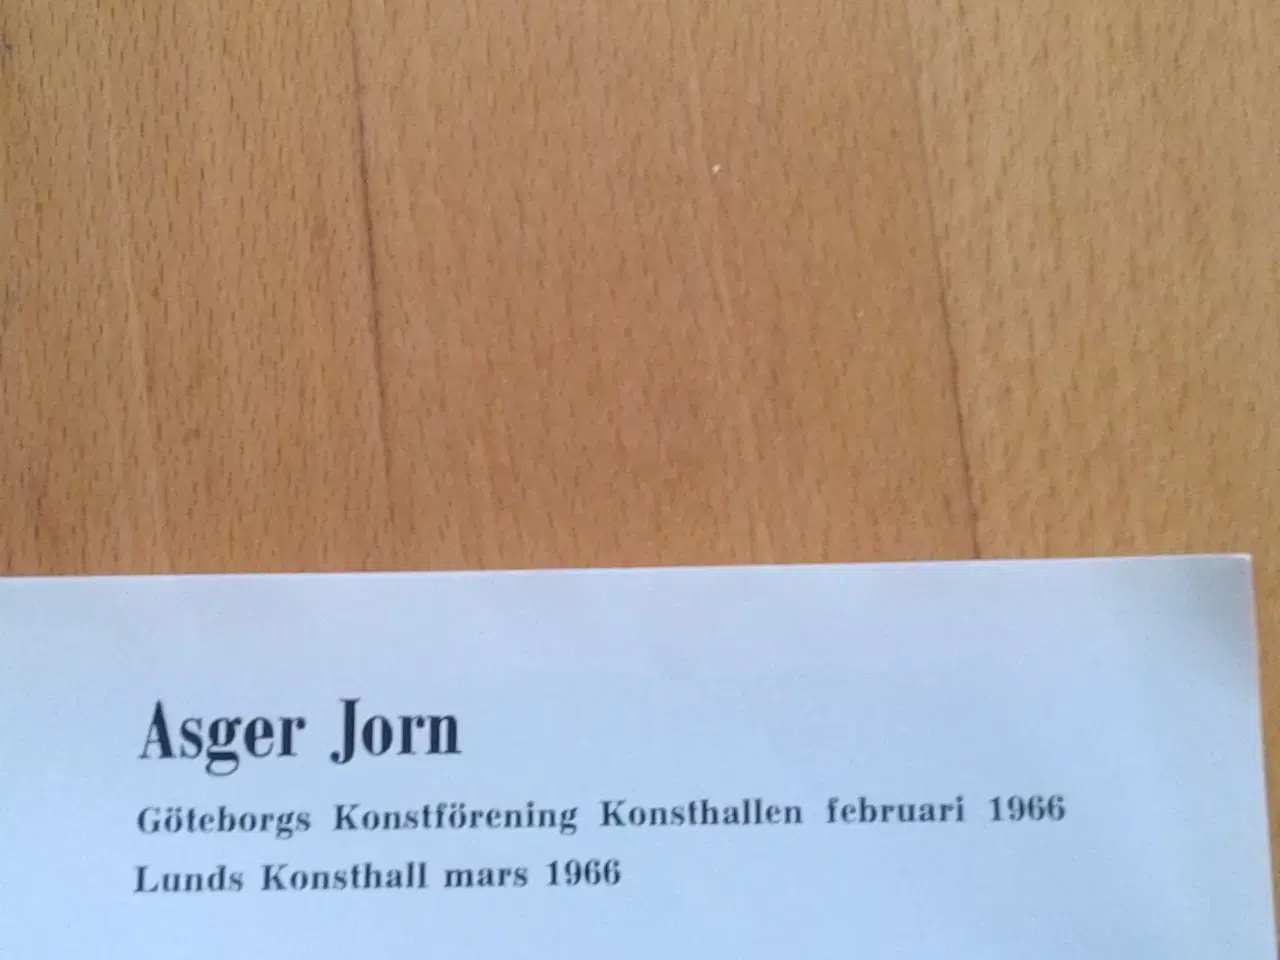 Asger Jorn
Göteborgs Konstförening Konsthallen februari 1966
Lunds Konsthall mars 1966